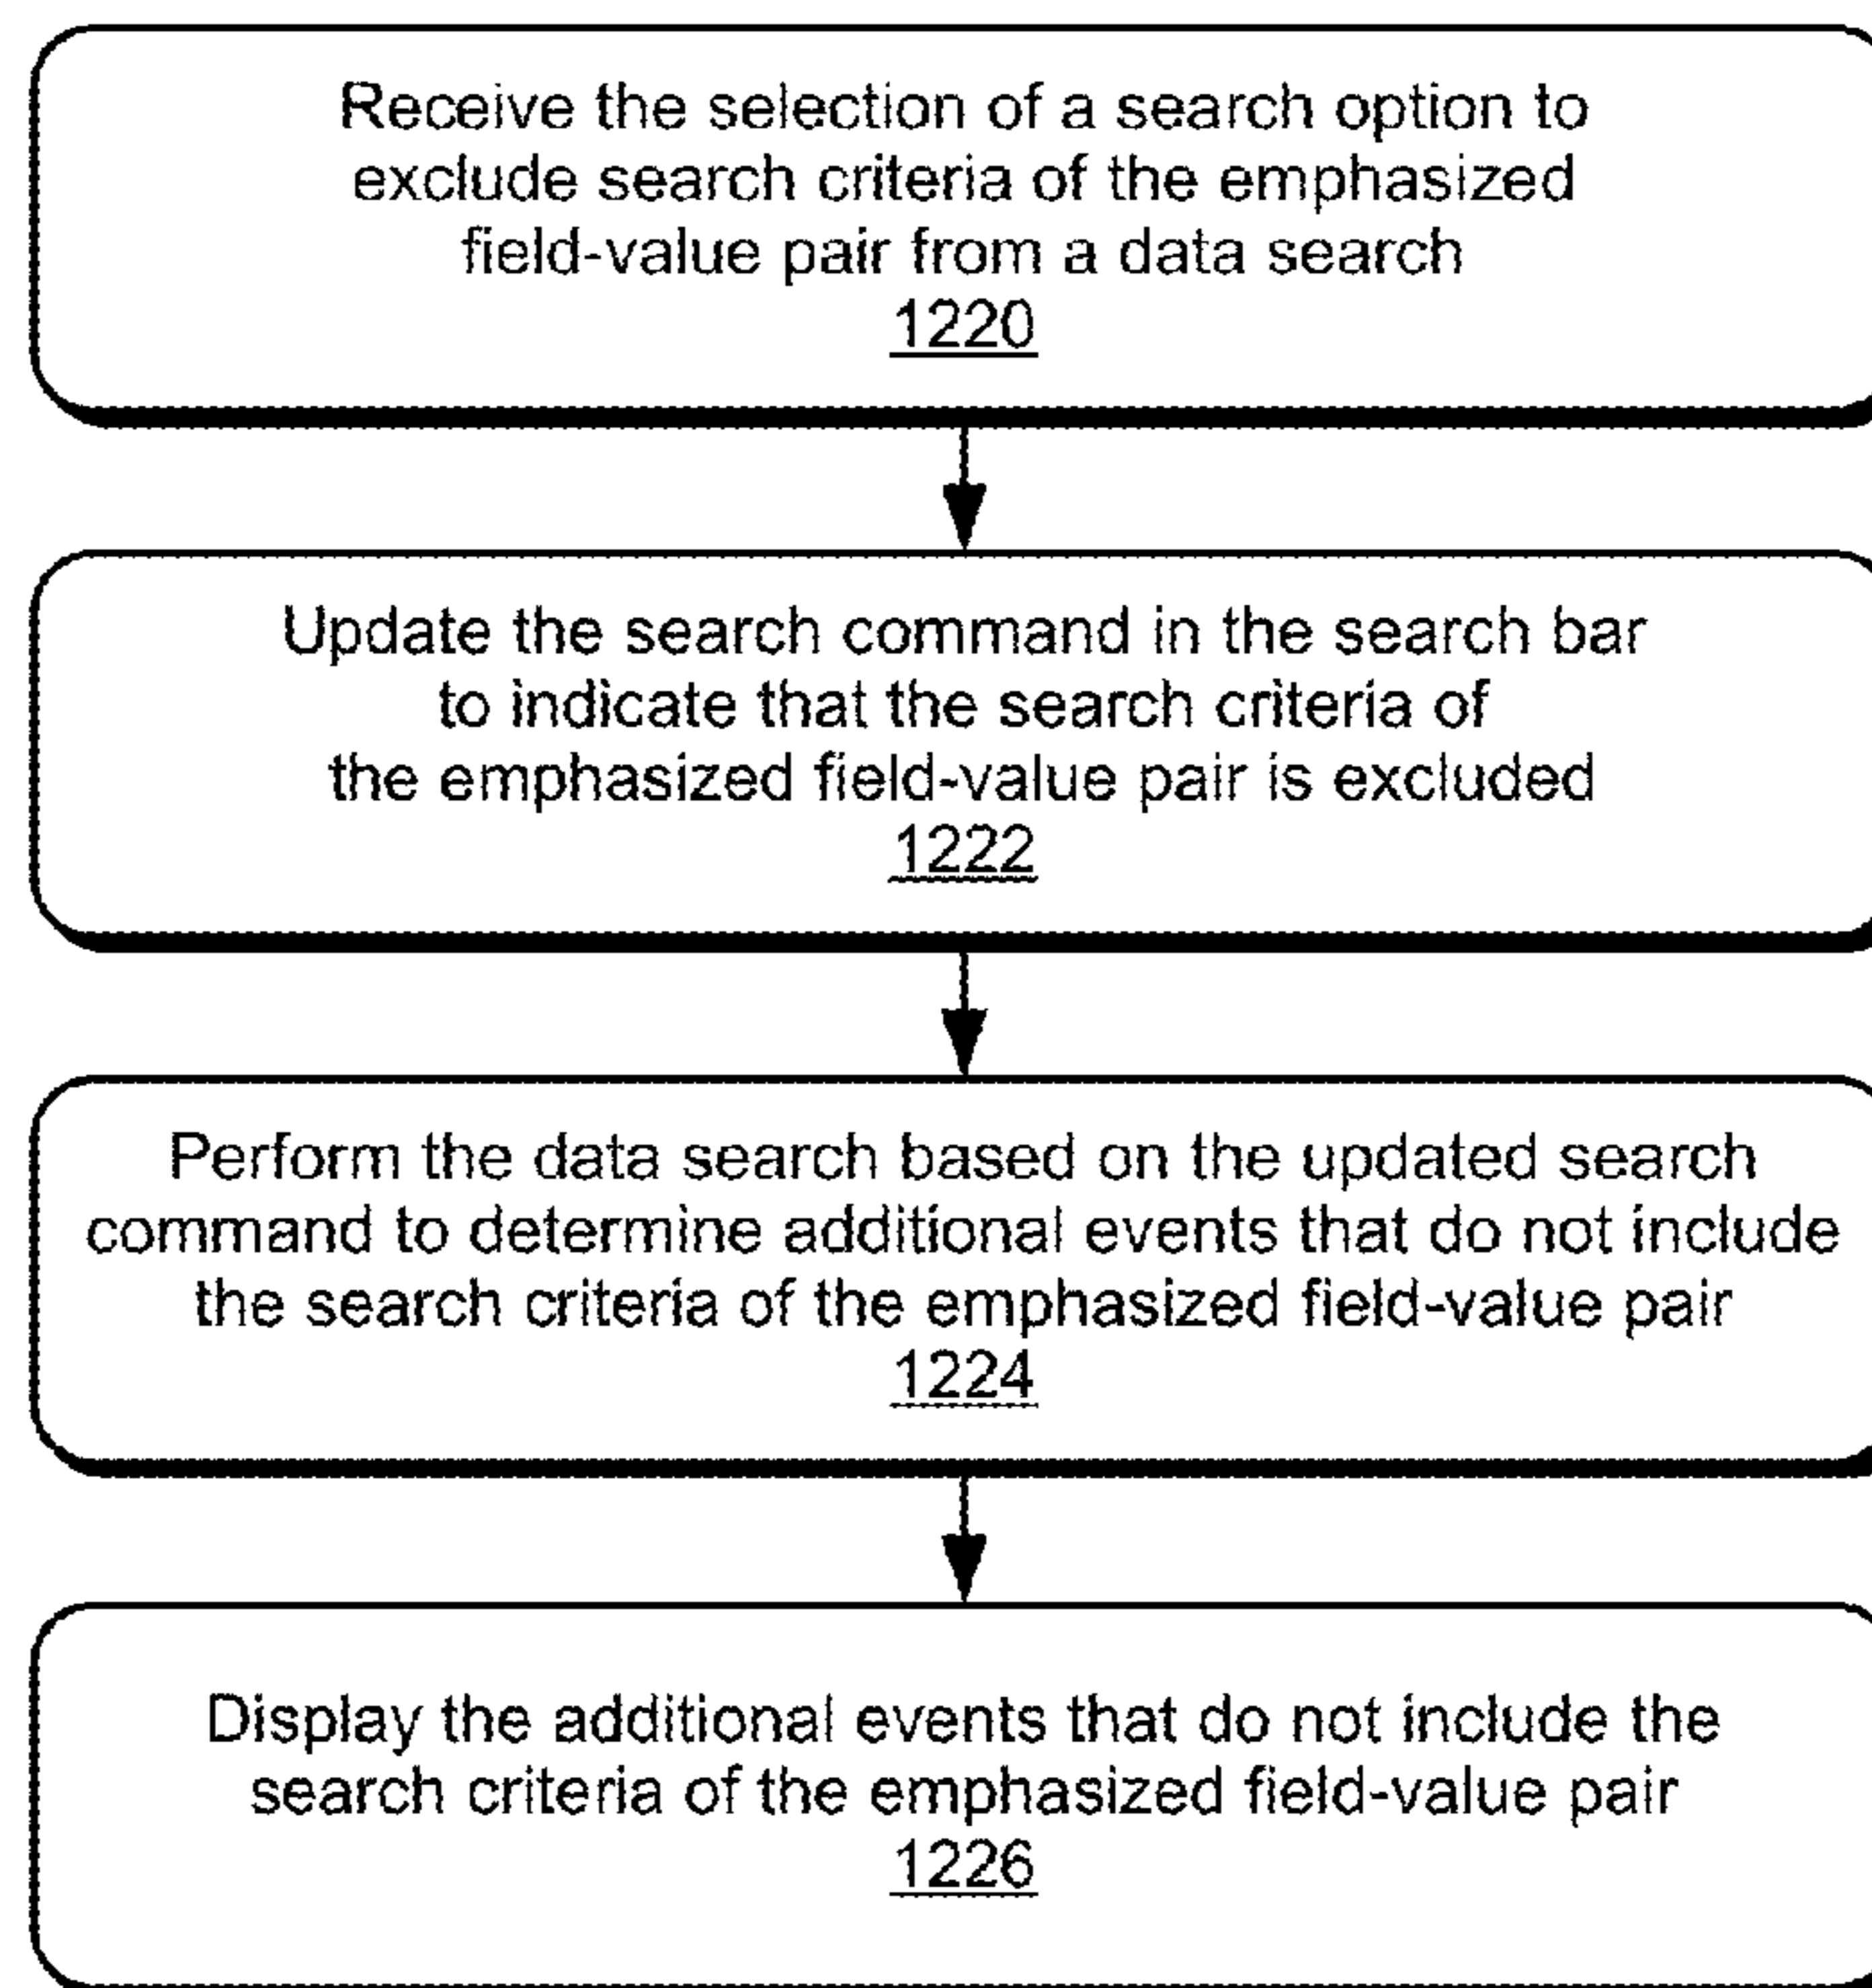 Receive the selection of a search option to
exclude search criteria of the emphasized
field-value pair from a data search
1220
Update the search command in the search bar
to indicate that the search criteria of
the emphasized field-value pair is excluded
1222
Perform the data search based on the updated search
command to determine additional events that do not include
the search criteria of the emphasized field-value pair
1224
Display the additional events that do not include the
search criteria of the emphasized field-value pair
1226